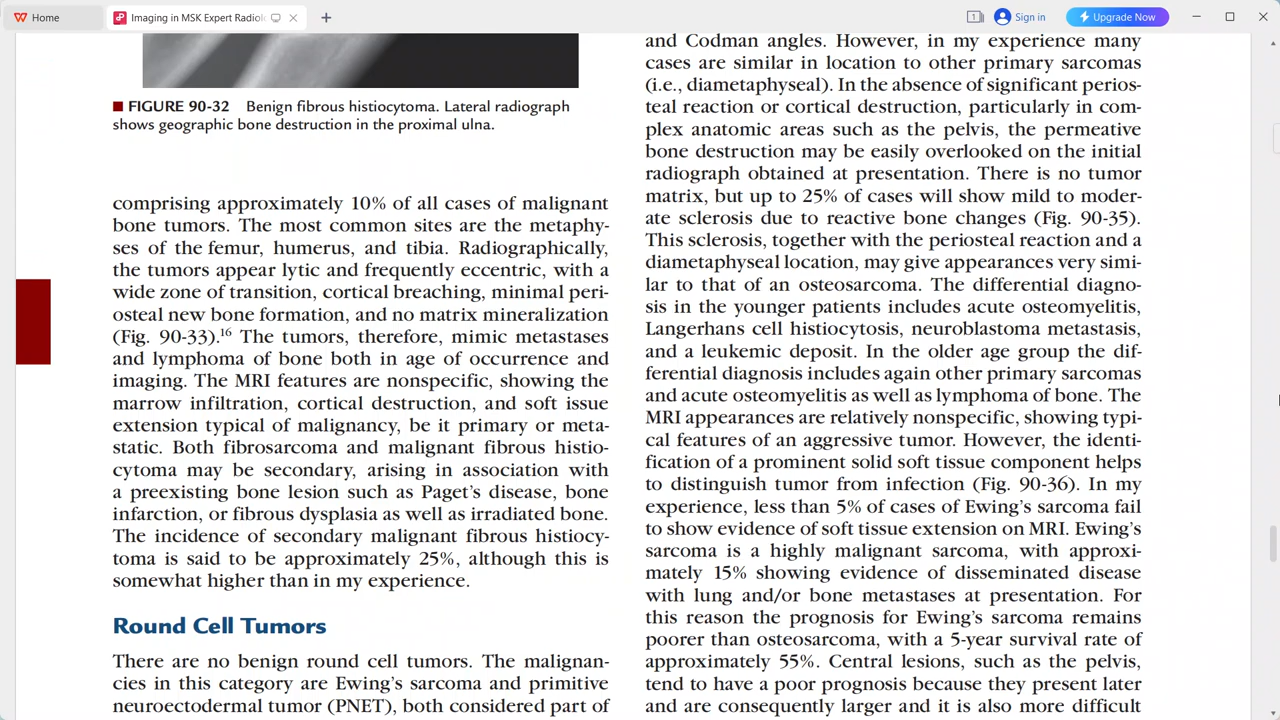 Home
Imaging in MSK Expert Radiol
Sign in
Upgrade Now
FIGURE 90-32 Benign fibrous histiocytoma. Lateral radiograph
shows geographic bone destruction in the proximal ulna.
comprising approximately 10% of all cases of malignant
bone tumors. The most common sites are the metaphy-
ses of the femur, humerus, and tibia. Radiographically,
the tumors appear lytic and frequently eccentric, with a
wide zone of transition, cortical breaching, minimal peri-
osteal new bone formation, and no matrix mineralization
(Fig. 90-33).16 The tumors, therefore, mimic metastases
and lymphoma of bone both in age of occurrence and
imaging. The MRI features are nonspecific, showing the
marrow infiltration, cortical destruction, and soft tissue
extension typical of malignancy, be it primary or meta-
static. Both fibrosarcoma and malignant fibrous histio-
cytoma may be secondary, arising in association with
a preexisting bone lesion such as Paget's disease, bone
infarction, or fibrous dysplasia as well as irradiated bone.
The incidence of secondary malignant fibrous histiocy-
toma is said to be approximately 25%, although this is
somewhat higher than in my experience.
Round Cell Tumors
There are no benign round cell tumors. The malignan-
cies in this category are Ewing's sarcoma and primitive
neuroectodermal tumor (PNET), both considered part of
and Codman angles. However, in my experience many
cases are similar in location to other primary sarcomas
(i.e., diametaphyseal). In the absence of significant perios-
teal reaction or cortical destruction, particularly in com-
plex anatomic areas such as the pelvis, the permeative
bone destruction may be easily overlooked on the initial
radiograph obtained at presentation. There is no tumor
matrix, but up to 25% of cases will show mild to moder-
ate sclerosis due to reactive bone changes (Fig. 90-35).
This sclerosis, together with the periosteal reaction and a
diametaphyseal location, may give appearances very simi-
lar to that of an osteosarcoma. The differential diagno-
sis in the younger patients includes acute osteomyelitis,
Langerhans cell histiocytosis, neuroblastoma metastasis,
and a leukemic deposit. In the older age group the dif-
ferential diagnosis includes again other primary sarcomas
and acute osteomyelitis as well as lymphoma of bone. The
MRI appearances are relatively nonspecific, showing typi-
cal features of an aggressive tumor. However, the identi-
fication of a prominent solid soft tissue component helps
to distinguish tumor from infection (Fig. 90-36). In my
experience, less than 5% of cases of Ewing's sarcoma fail
to show evidence of soft tissue extension on MRI. Ewing's
sarcoma is a highly malignant sarcoma, with approxi-
mately 15% showing evidence of disseminated disease
with lung and/or bone metastases at presentation. For
this reason the prognosis for Ewing's sarcoma remains
poorer than osteosarcoma, with a 5-year survival rate of
approximately 55%. Central lesions, such as the pelvis,
tend to have a poor prognosis because they present later
and are consequently larger and it is also more difficult